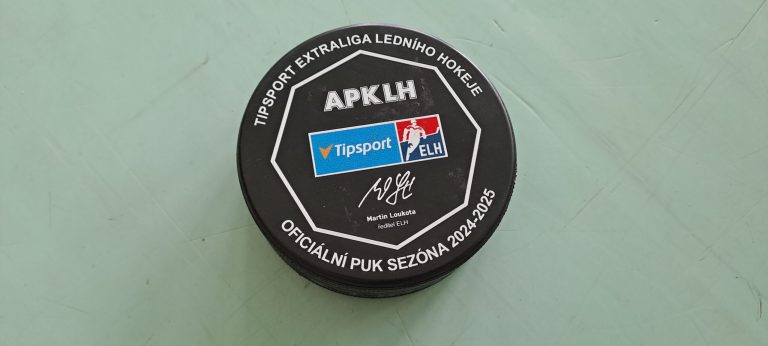 TIPSPORT EXTRALIGA LEDNÍHO HOKEJE
APKLH
Tipsport
ELH
Martin Loukota
ředitel ELH
OFICIÁLNÍ PUK SEZÓNA 2024-2025